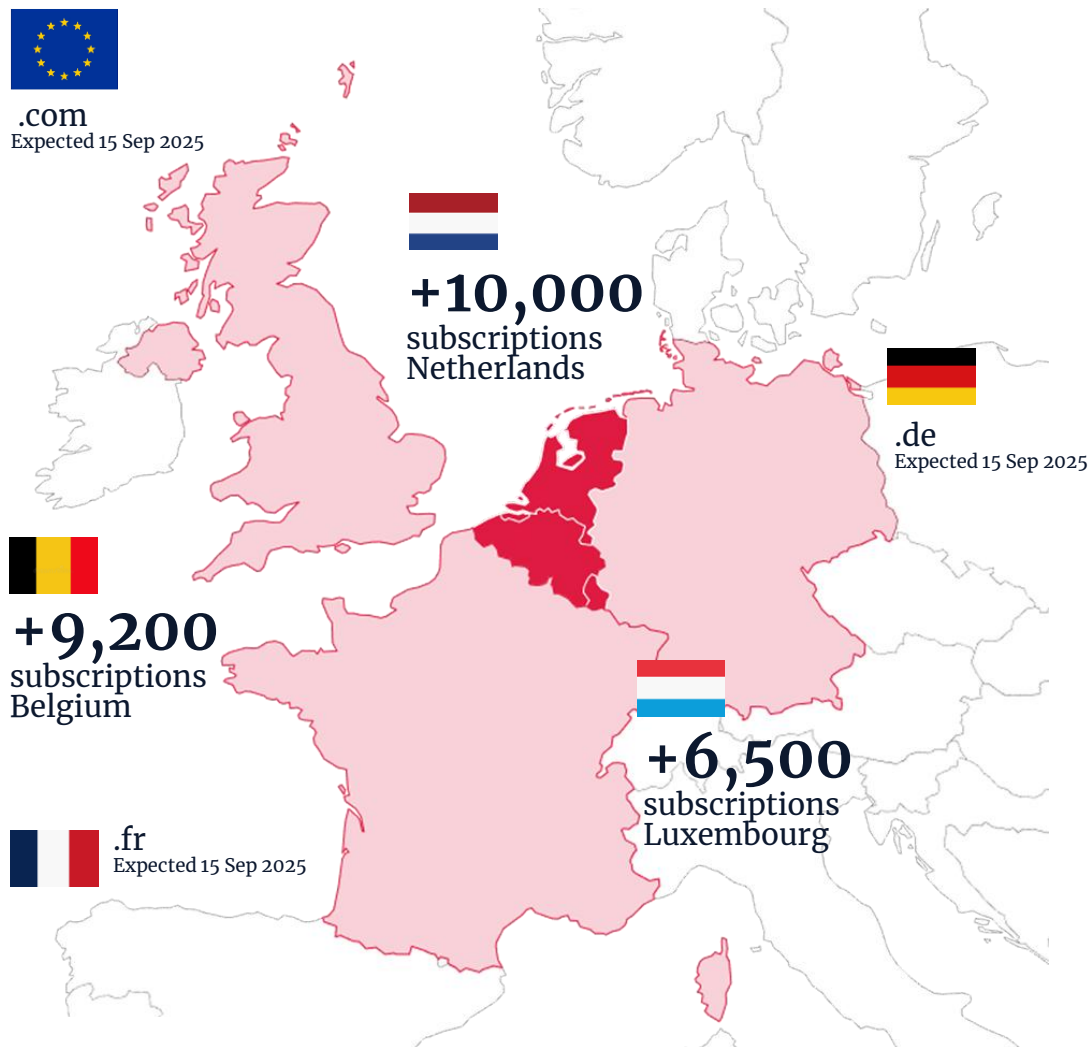 .com
Expected 15 Sep 2025
+10,000
subscriptions
Netherlands
.de
Expected 15 Sep 2025
+9,200
subscriptions
Belgium
+6,500
subscriptions
Luxembourg
.fr
Expected 15 Sep 2025